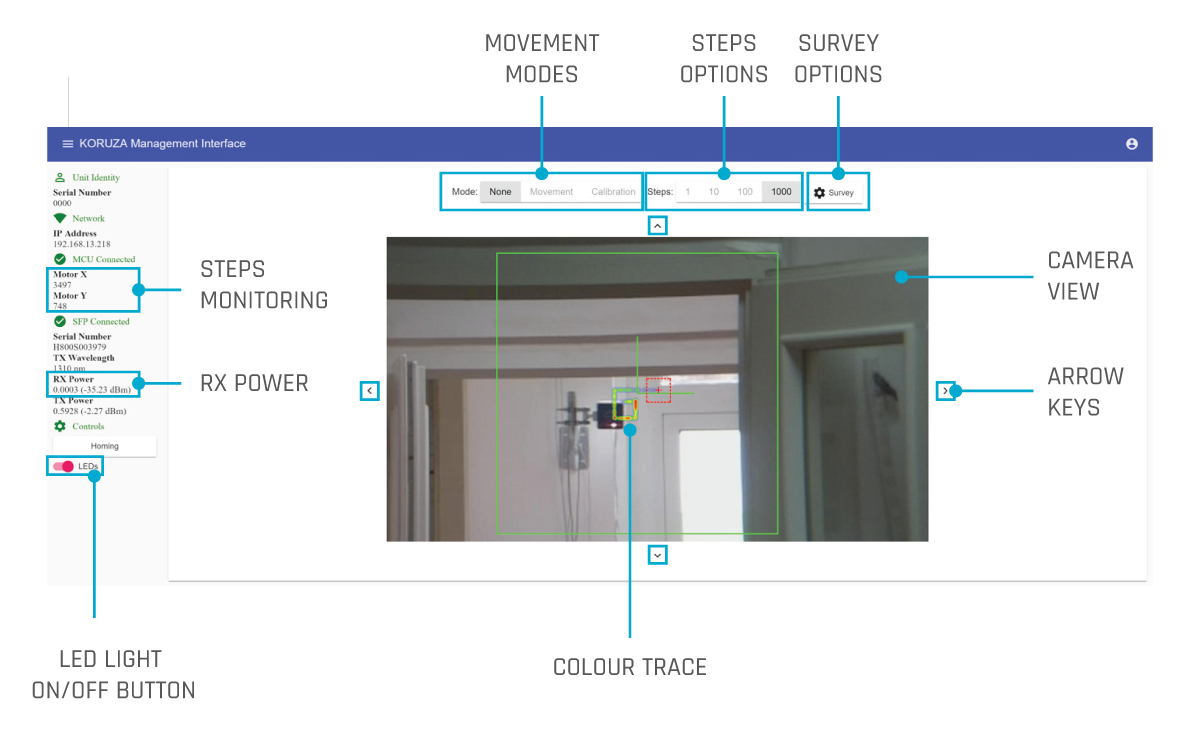 MOVEMENT
MODES
STEPS
OPTIONS
SURVEY
OPTIONS
KORUZA Management Interface
Unit Identity
Serial Number
0000
Network
IP Address
192.168.13.218
MCU Connected
Motor X
3497
Motor Y
748
SFP Connected
Serial Number
H800S003979
TX Wavelength
1310 nm
RX Power
0.0003 (-35.23 dBm)
TX Power
0.5928 (-2.27 dBm)
Controls
Homing
LEDs
Mode: None Movement Calibration Steps: 1 10 100 1000 Survey
STEPS
MONITORING
RX POWER
CAMERA
VIEW
ARROW
KEYS
LED LIGHT
ON/OFF BUTTON
COLOUR TRACE